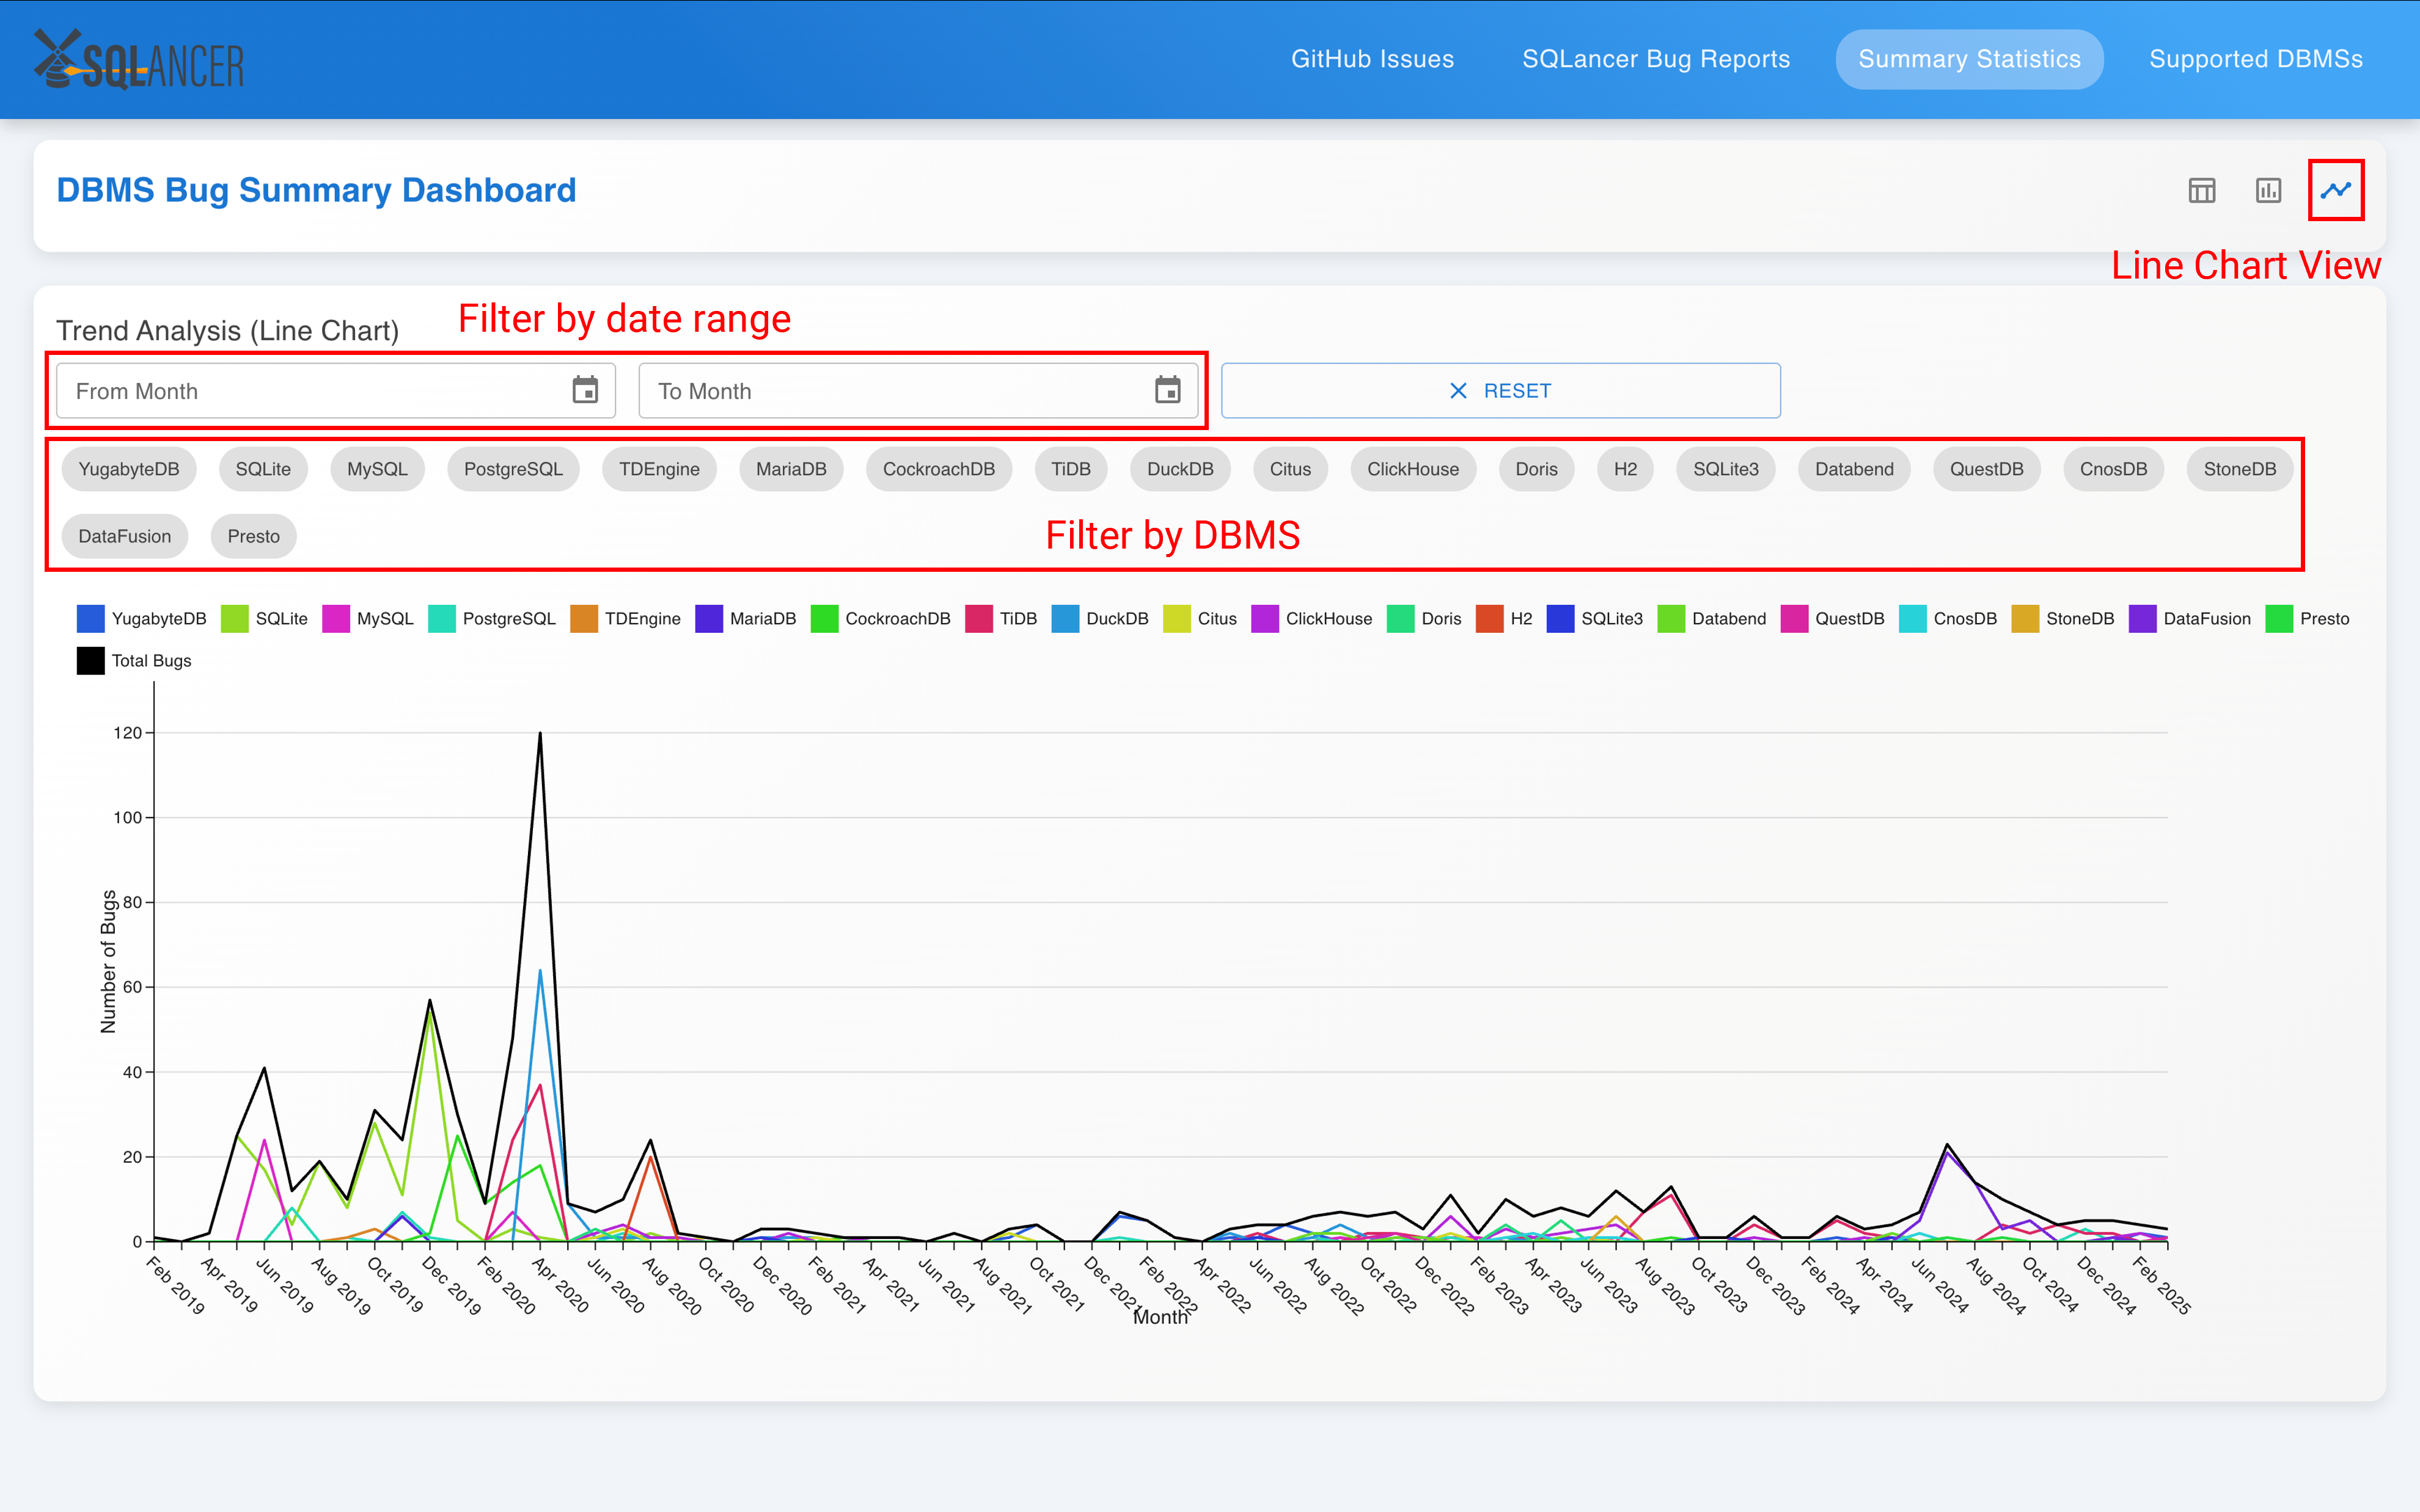 SQLANCER
GitHub Issues SQLancer Bug Reports Summary Statistics Supported DBMSs
DBMS Bug Summary Dashboard
Line Chart View
Trend Analysis (Line Chart) Filter by date range
From Month To Month RESET
YugabyteDB SQLite MySQL PostgreSQL TDEngine MariaDB CockroachDB TiDB DuckDB Citus ClickHouse Doris H2 SQLite3 Databend QuestDB CnosDB StoneDB
DataFusion Presto Filter by DBMS
YugabyteDB SQLite MySQL PostgreSQL TDEngine MariaDB CockroachDB TiDB DuckDB Citus ClickHouse Doris H2 SQLite3 Databend QuestDB CnosDB StoneDB DataFusion Presto
Total Bugs
Number of Bugs
120
100
80
60
40
20
0
Feb 2019 Apr 2019 Jun 2019 Aug 2019 Oct 2019 Dec 2019 Feb 2020 Apr 2020 Jun 2020 Aug 2020 Oct 2020 Dec 2020 Feb 2021 Apr 2021 Jun 2021 Aug 2021 Oct 2021 Dec 2021 Feb 2022 Apr 2022 Jun 2022 Aug 2022 Oct 2022 Dec 2022 Feb 2023 Apr 2023 Jun 2023 Aug 2023 Oct 2023 Dec 2023 Feb 2024 Apr 2024 Jun 2024 Aug 2024 Oct 2024 Dec 2024 Feb 2025
Month